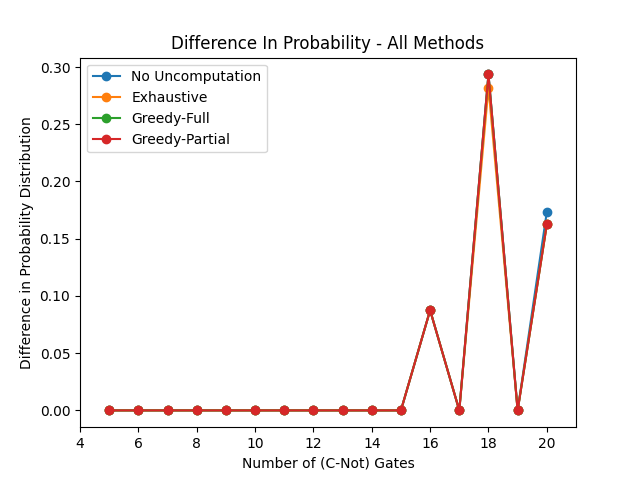 Difference In Probability - All Methods
No Uncomputation
Exhaustive
Greedy-Full
Greedy-Partial
Difference in Probability Distribution
0.30
0.25
0.20
0.15
0.10
0.05
0.00
4 6 8 10 12 14 16 18 20
Number of (C-Not) Gates